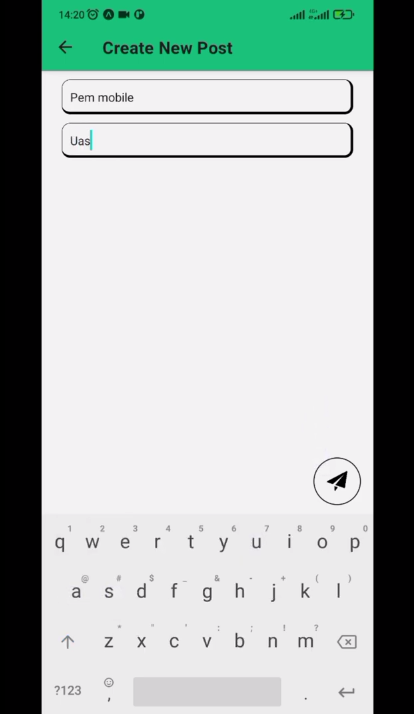 14:20
Create New Post
Pem mobile
Uas
1 2 3 4 5 6 7 8 9 0
q w e r t y u i o p
@ # $ _ & - + ( )
a s d f g h j k l
* " ' : ; ! ?
z x c v b n m
?123 , .